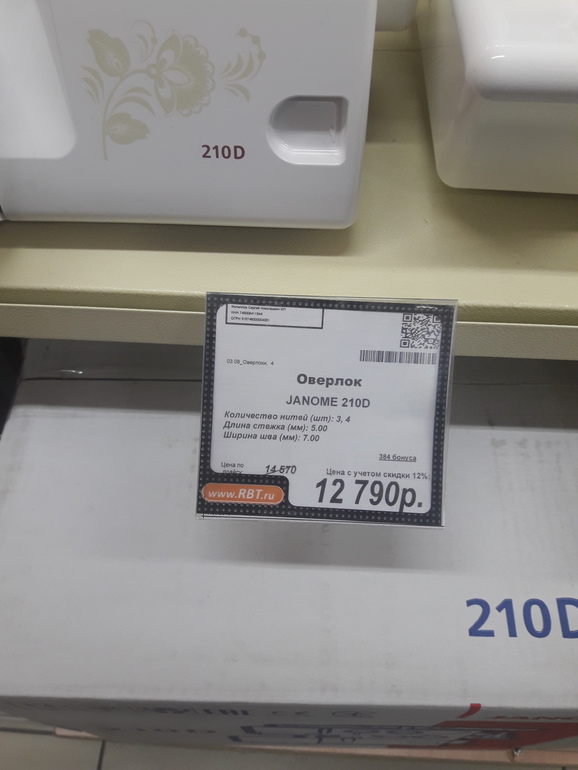 210D
03.08_Оверлоки, 4
Оверлок
JANOME 210D
Количество нитей (шт): 3, 4
Длина стежка (мм): 5.00
Ширина шва (мм): 7.00
384 бонуса
Цена по
14 570
Цена с учетом скидки 12%:
www.RBT.ru
12 790р.
210D